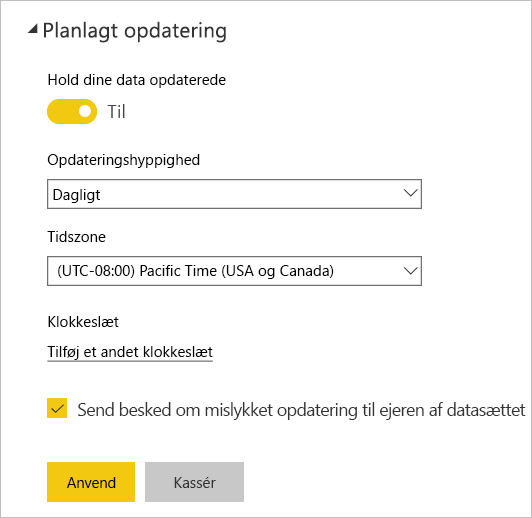 Planlagt opdatering
Hold dine data opdaterede
Til
Opdateringshyppighed
Dagligt
Tidszone
(UTC-08:00) Pacific Time (USA og Canada)
Klokkeslæt
Tilføj et andet klokkeslæt
Send besked om mislykket opdatering til ejeren af datasættet
Anvend
Kassér